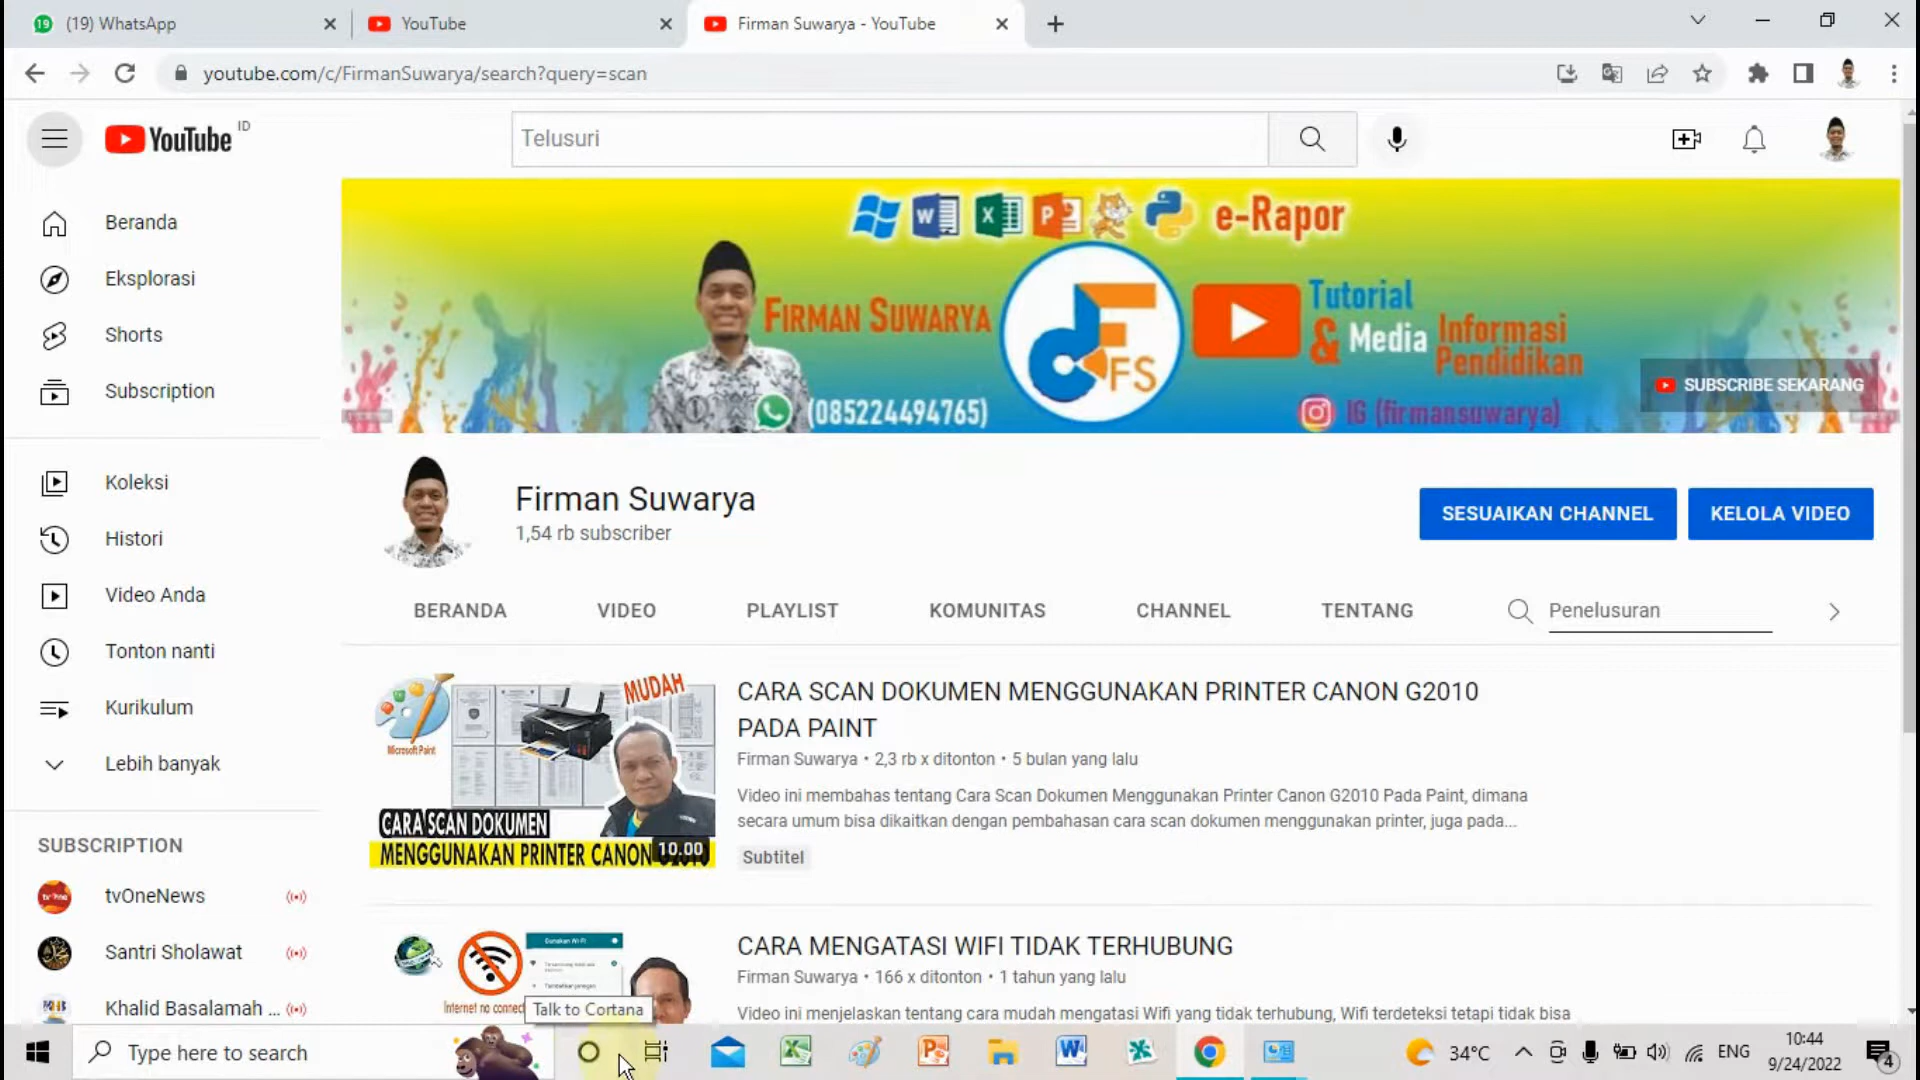 (19) WhatsApp
YouTube
Firman Suwarya - YouTube
youtube.com/c/FirmanSuwarya/search?query=scan
YouTube ID
Telusuri
Beranda
Eksplorasi
Shorts
Subscription
Koleksi
Histori
Video Anda
Tonton nanti
Kurikulum
Lebih banyak
SUBSCRIPTION
tvOneNews
Santri Sholawat
Khalid Basalamah ...
e-Rapor
FIRMAN SUWARYA
(085224494765)
FS
Tutorial
& Media Informasi
Pendidikan
IG (firmansuwarya)
SUBSCRIBE SEKARANG
Firman Suwarya
1,54 rb subscriber
SESUAIKAN CHANNEL
KELOLA VIDEO
BERANDA
VIDEO
PLAYLIST
KOMUNITAS
CHANNEL
TENTANG
Penelusuran
MUDAH
Microsoft Paint
CARA SCAN DOKUMEN
MENGGUNAKAN PRINTER CANON
10.00
CARA SCAN DOKUMEN MENGGUNAKAN PRINTER CANON G2010
PADA PAINT
Firman Suwarya • 2,3 rb x ditonton • 5 bulan yang lalu
Video ini membahas tentang Cara Scan Dokumen Menggunakan Printer Canon G2010 Pada Paint, dimana
secara umum bisa dikaitkan dengan pembahasan cara scan dokumen menggunakan printer, juga pada...
Subtitel
Gunakan Wi-Fi
Internet no connect
CARA MENGATASI WIFI TIDAK TERHUBUNG
Firman Suwarya • 166 x ditonton • 1 tahun yang lalu
Video ini menjelaskan tentang cara mudah mengatasi Wifi yang tidak terhubung, Wifi terdeteksi tetapi tidak bisa
Talk to Cortana
Type here to search
34°C
ENG
10:44
9/24/2022
4